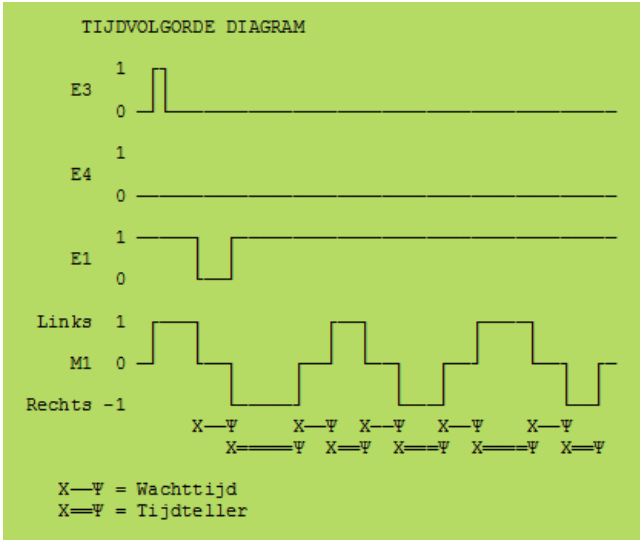 TIJDVOLGORDE DIAGRAM
1
E3
0
1
E4
0
1
E1
0
Links 1
M1 0
Rechts -1
X—Ψ X—Ψ X——Ψ X—Ψ X—Ψ
X════Ψ X═Ψ X══Ψ X═══Ψ X═Ψ
X—Ψ = Wachttijd
X═Ψ = Tijdteller